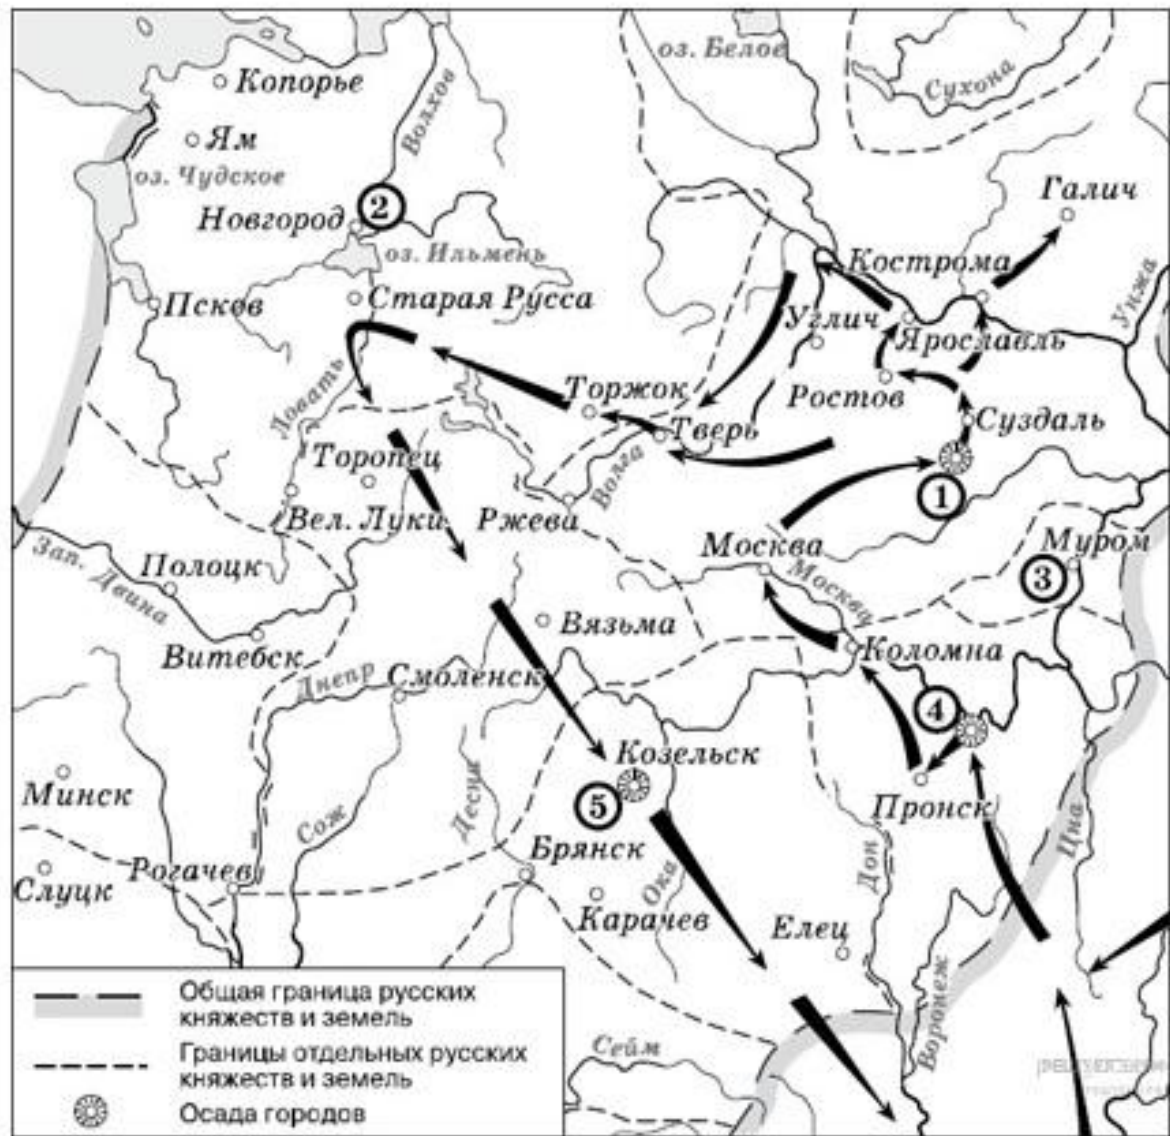 оз. Белое
Сухона
Копорье
Волхов
Ям
оз. Чудское
Галич
Новгород
2
оз. Ильмень
Кострома
Унжа
Псков
Старая Русса
Углич
Ярославль
Ловать
Торжок
Ростов
Тверь
Суздаль
Торопец
Волга
1
Вел. Луки
Ржева
Москва
Муром
Зап. Двина
Полоцк
Москва
3
Вязьма
Витебск
Коломна
Днепр
Смоленск
4
Козельск
Минск
Десна
5
Пронск
Сож
Цна
Брянск
Дон
Рогачев
Слуцк
Ока
Карачев
Елец
Воронеж
Сейм
Общая граница русских
княжеств и земель
Границы отдельных русских
княжеств и земель
Осада городов